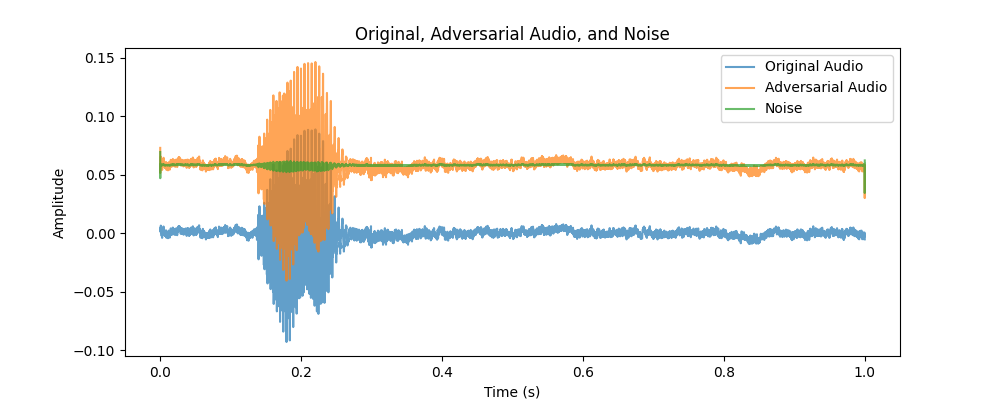 Original, Adversarial Audio, and Noise
Original Audio
Adversarial Audio
Noise
Amplitude
0.15
0.10
0.05
0.00
−0.05
−0.10
0.0
0.2
0.4
0.6
0.8
1.0
Time (s)